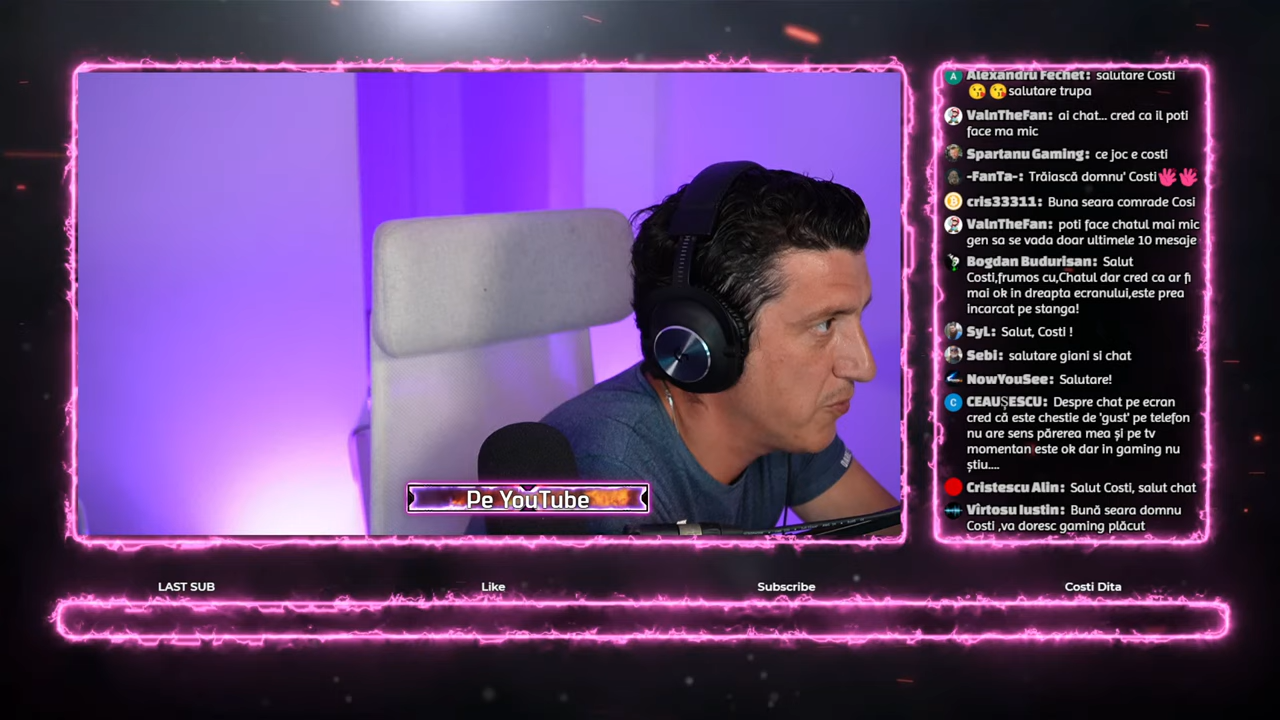 Alexandru Fechet: salutare Costi
😘 😘 salutare trupa
ValnTheFan: ai chat... cred ca il poti
face ma mic
Spartanu Gaming: ce joc e costi
-FanTa-: Trăiască domnu' Costi
cris33311: Buna seara comrade Cosi
ValnTheFan: poti face chatul mai mic
gen sa se vada doar ultimele 10 mesaje
Bogdan Budurisan: Salut
Costi,frumos cu,Chatul dar cred ca ar fi
mai ok in dreapta ecranului,este prea
incarcat pe stanga!
SyL: Salut, Costi !
Sebi: salutare giani si chat
NowYouSee: Salutare!
C CEAUȘESCU: Despre chat pe ecran
cred că este chestie de 'gust' pe telefon
nu are sens părerea mea și pe tv
momentan este ok dar in gaming nu
știu....
Cristescu Alin: Salut Costi, salut chat
Vîrtosu Iustin: Bună seara domnu
Costi ,va doresc gaming plăcut
Pe YouTube
LAST SUB
Like
Subscribe
Costi Dita